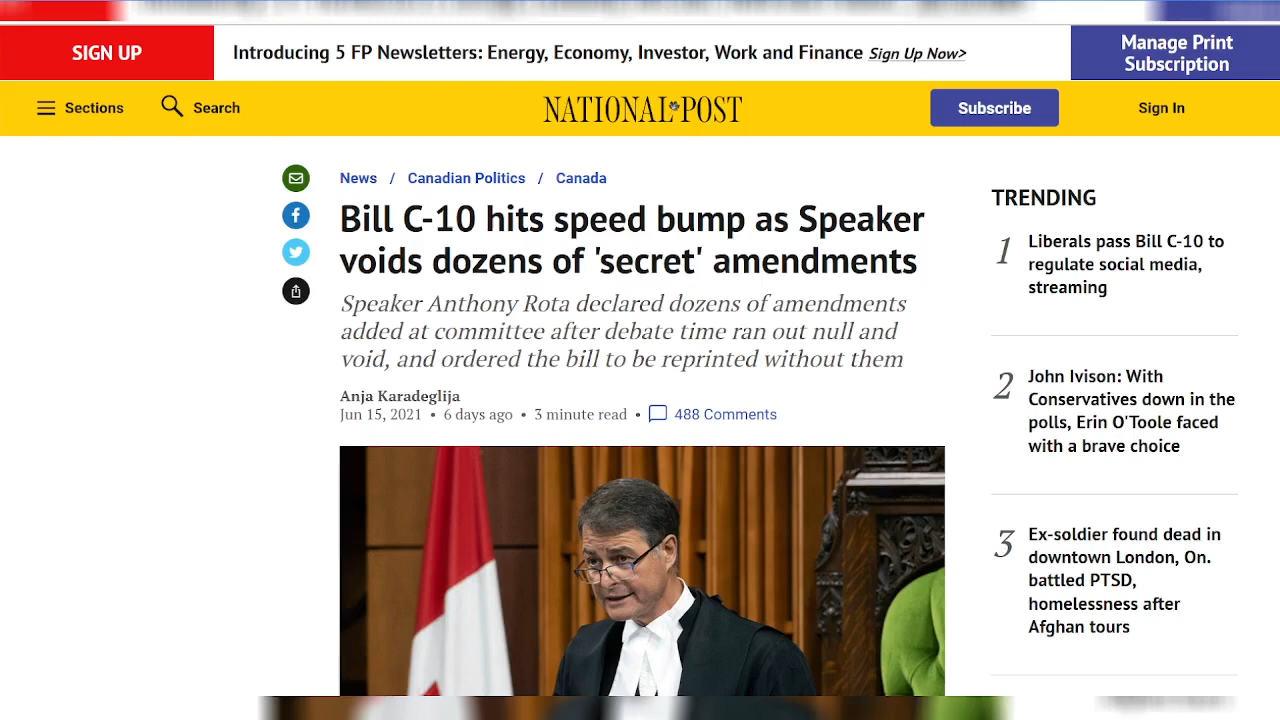 SIGN UP
Introducing 5 FP Newsletters: Energy, Economy, Investor, Work and Finance Sign Up Now>
Manage Print
Subscription
Sections
Search
NATIONAL POST
Subscribe
Sign In
News / Canadian Politics / Canada
Bill C-10 hits speed bump as Speaker
voids dozens of 'secret' amendments
Speaker Anthony Rota declared dozens of amendments
added at committee after debate time ran out null and
void, and ordered the bill to be reprinted without them
Anja Karadeglija
Jun 15, 2021 • 6 days ago • 3 minute read • 488 Comments
TRENDING
1
Liberals pass Bill C-10 to
regulate social media,
streaming
2
John Ivison: With
Conservatives down in the
polls, Erin O'Toole faced
with a brave choice
3
Ex-soldier found dead in
downtown London, On.
battled PTSD,
homelessness after
Afghan tours